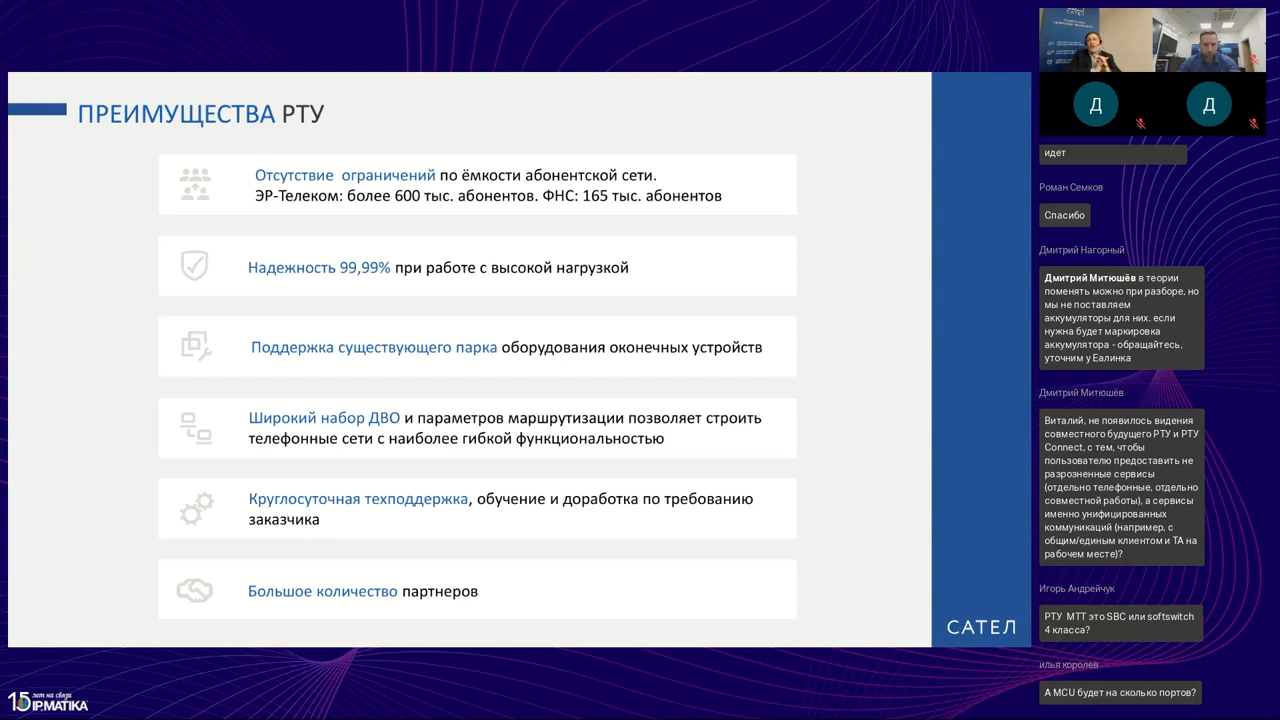 ПРЕИМУЩЕСТВА РТУ
Отсутствие ограничений по ёмкости абонентской сети.
ЭР-Телеком: более 600 тыс. абонентов. ФНС: 165 тыс. абонентов
Надежность 99,99% при работе с высокой нагрузкой
Поддержка существующего парка оборудования оконечных устройств
Широкий набор ДВО и параметров маршрутизации позволяет строить
телефонные сети с наиболее гибкой функциональностью
Круглосуточная техподдержка, обучение и доработка по требованию
заказчика
Большое количество партнеров
САТЕЛ
15 лет на связи
IPMATIKA
САТЕЛ
Д
Д
идет
Роман Семков
Спасибо
Дмитрий Нагорный
Дмитрий Митюшёв в теории
поменять можно при разборе, но
мы не поставляем
аккумуляторы для них. если
нужна будет маркировка
аккумулятора - обращайтесь,
уточним у Еалинка
Дмитрий Митюшёв
Виталий, не появилось видения
совместного будущего РТУ и РТУ
Connect, с тем, чтобы
пользователю предоставить не
разрозненные сервисы
(отдельно телефонные, отдельно
совместной работы), а сервисы
именно унифицированных
коммуникаций (например, с
общим/единым клиентом и ТА на
рабочем месте)?
Игорь Андрейчук
РТУ МТТ это SBC или softswitch
4 класса?
илья королев
А MCU будет на сколько портов?